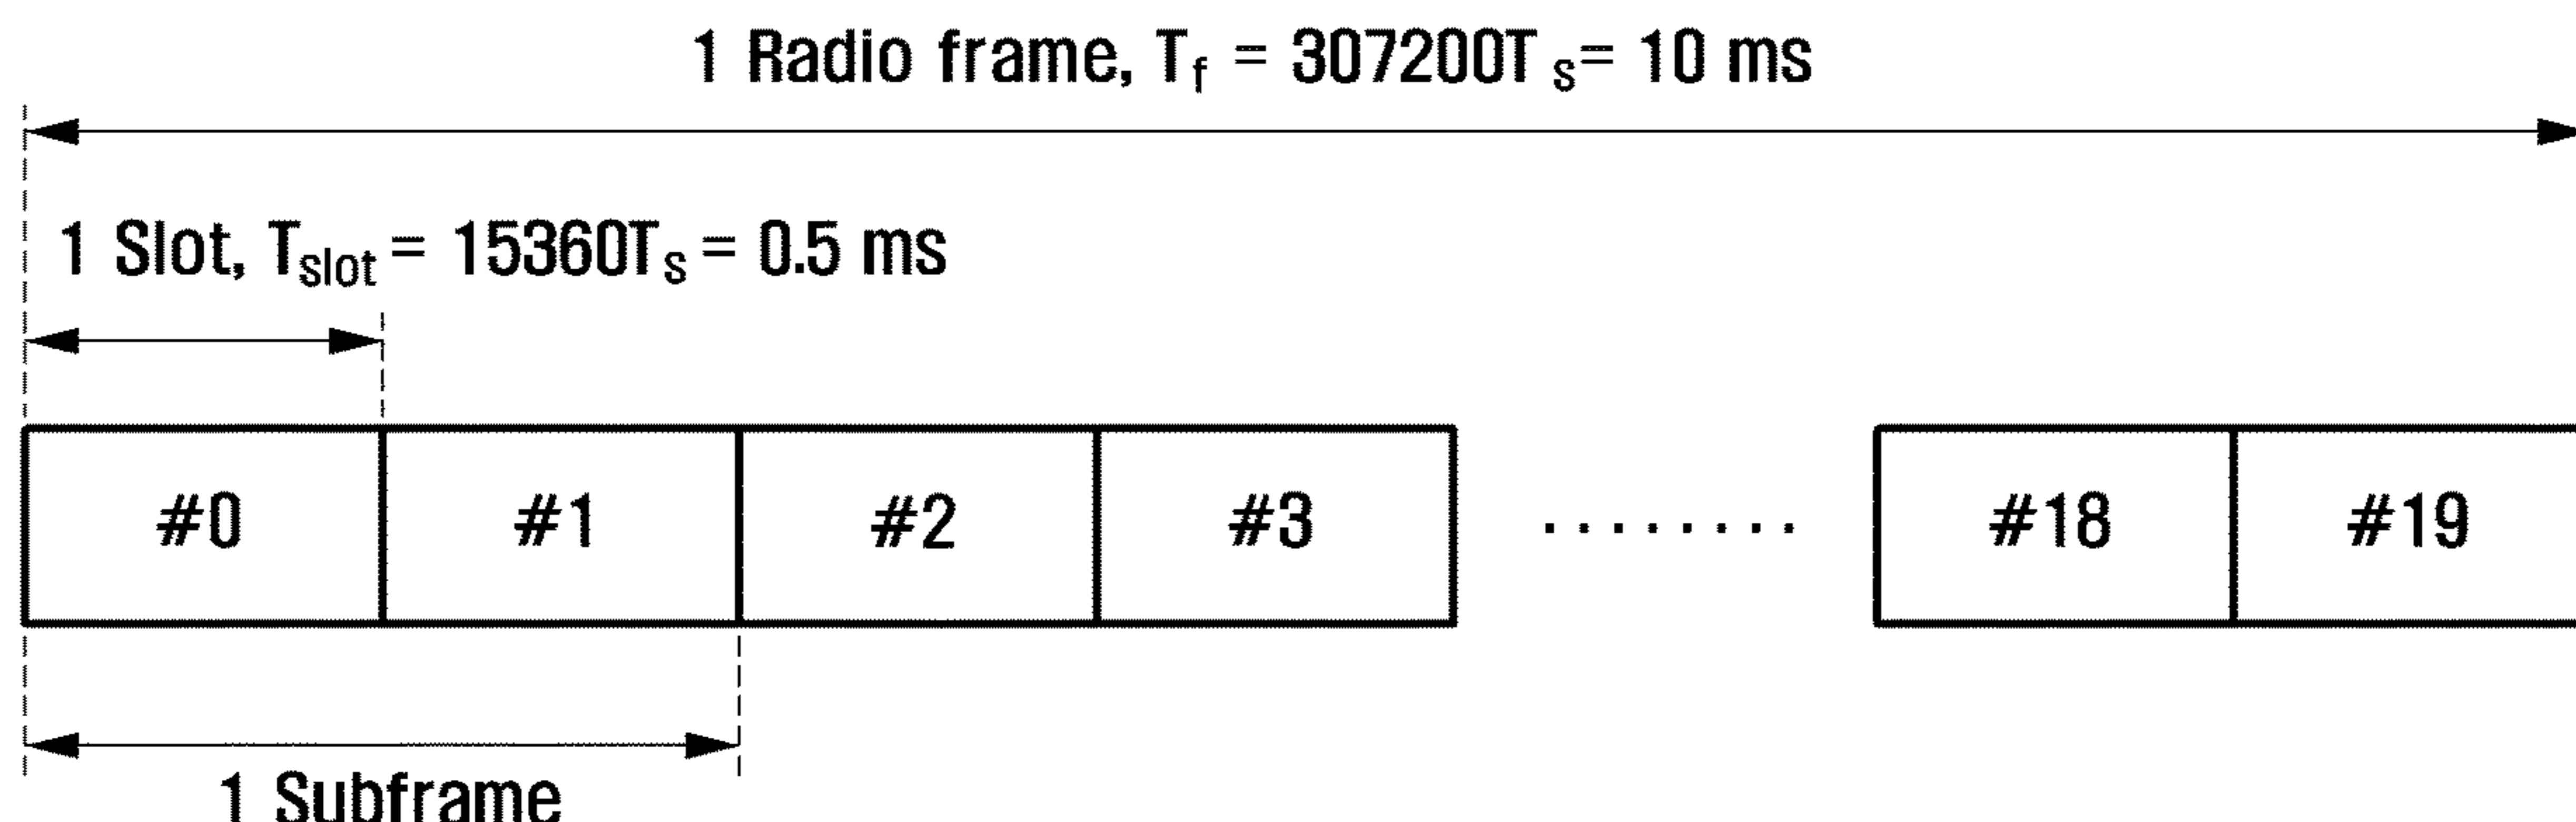 1 Radio frame, Tf = 307200Ts= 10 ms
1 Slot, Tslot = 15360Ts = 0.5 ms
#0 #1 #2 #3 ........ #18 #19
1 Subframe